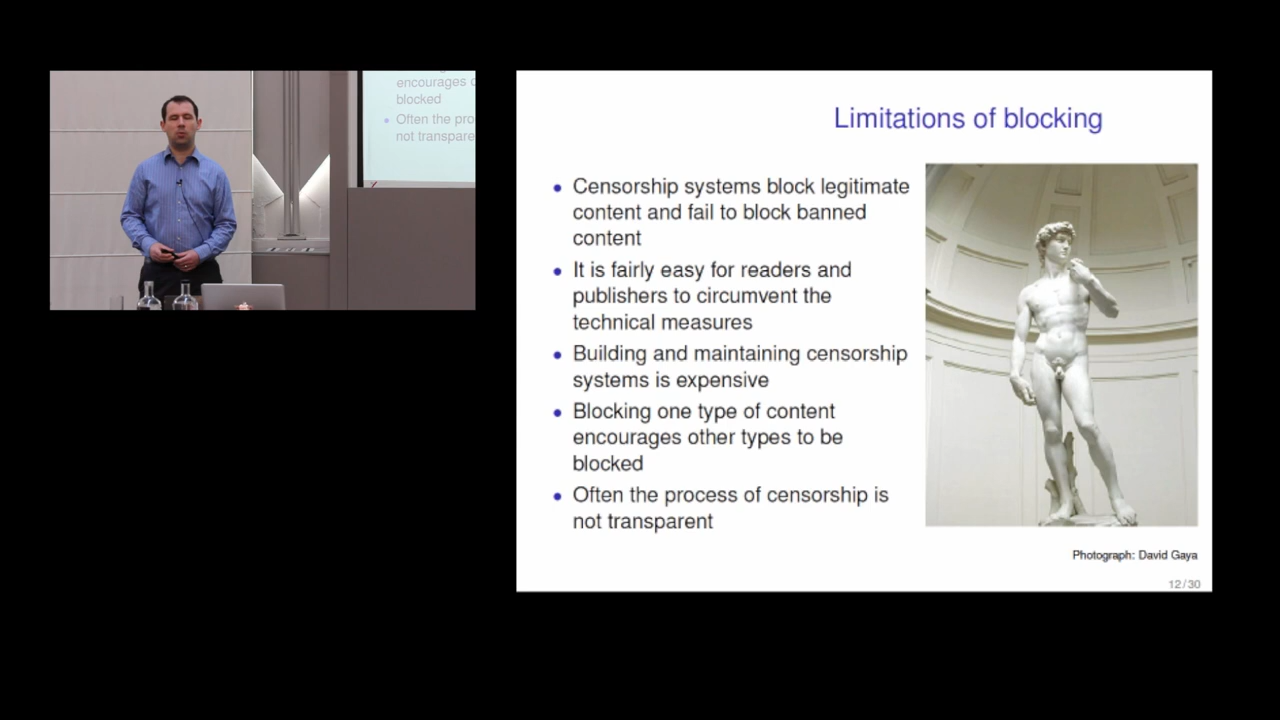 encourages
blocked
Often the
not
Limitations of blocking
Censorship systems block legitimate
content and fail to block banned
content
It is fairly easy for readers and
publishers to circumvent the
technical measures
Building and maintaining censorship
systems is expensive
Blocking one type of content
encourages other types to be
blocked
Often the process of censorship is
not transparent
Photograph: David Gaya
12/30